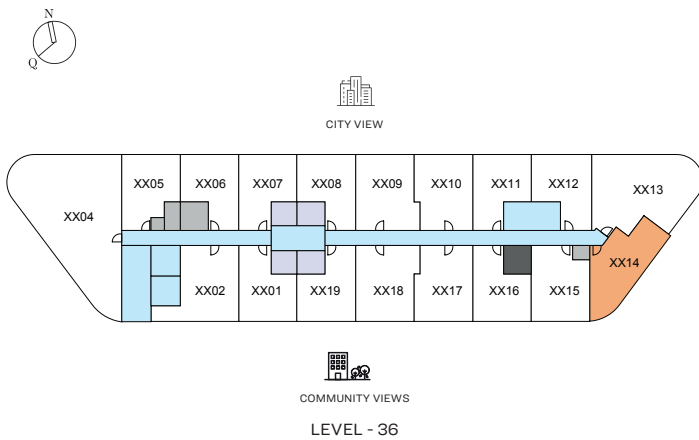 N
Q
CITY VIEW
XX05 XX06 XX07 XX08 XX09 XX10 XX11 XX12
XX04
XX13
XX14
XX02 XX01 XX19 XX18 XX17 XX16 XX15
COMMUNITY VIEWS
LEVEL - 36